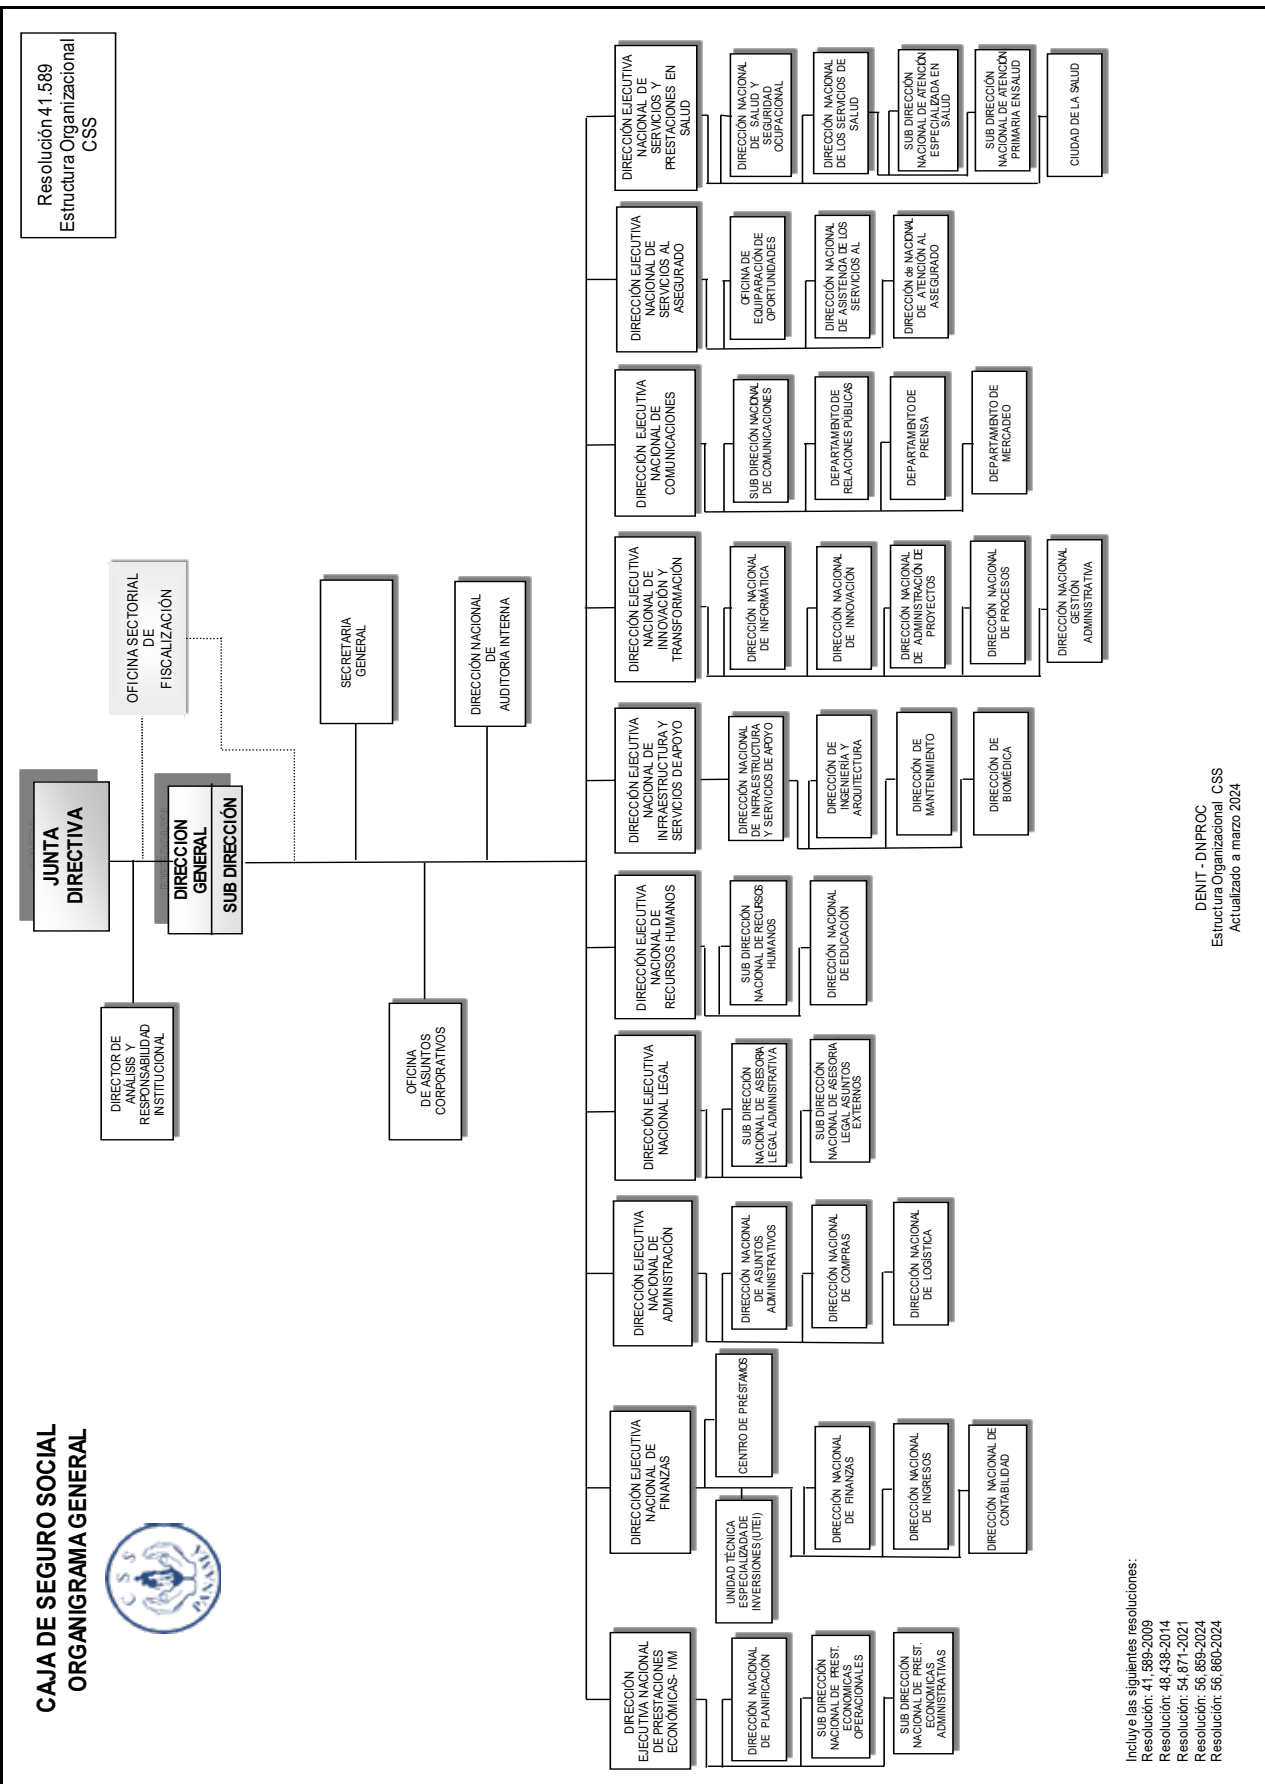 CAJA DE SEGURO SOCIAL
ORGANIGRAMA GENERAL
C S S
PANAMÁ
Resolución 41.589
Estructura Organizacional
CSS
JUNTA
DIRECTIVA
OFICINA SECTORIAL
DE
FISCALIZACIÓN
DIRECTOR DE
ANÁLISIS Y
RESPONSABILIDAD
INSTITUCIONAL
DIRECCION
GENERAL
SUB DIRECCIÓN
SECRETARIA
GENERAL
OFICINA
DE ASUNTOS
CORPORATIVOS
DIRECCIÓN NACIONAL
DE
AUDITORIA INTERNA
DIRECCIÓN
EJECUTIVA NACIONAL
DE PRESTACIONES
ECONÓMICAS- IVM
DIRECCIÓN NACIONAL
DE PLANIFICACIÓN
SUB DIRECCIÓN
NACIONAL DE PREST.
ECONOMICAS
OPERACIONALES
SUB DIRECCIÓN
NACIONAL DE PREST.
ECONOMICAS
ADMINISTRATIVAS
DIRECCIÓN EJECUTIVA
NACIONAL DE
FINANZAS
UNIDAD TÉCNICA
ESPECIALIZADA DE
INVERSIONES (UTEI)
CENTRO DE PRÉSTAMOS
DIRECCIÓN NACIONAL
DE FINANZAS
DIRECCIÓN NACIONAL
DE INGRESOS
DIRECCIÓN NACIONAL DE
CONTABILIDAD
DIRECCIÓN EJECUTIVA
NACIONAL DE
ADMINISTRACIÓN
DIRECCIÓN NACIONAL
DE ASUNTOS
ADMINISTRATIVOS
DIRECCIÓN NACIONAL
DE COMPRAS
DIRECCIÓN NACIONAL
DE LOGÍSTICA
DIRECCIÓN EJECUTIVA
NACIONAL LEGAL
SUB DIRECCIÓN
NACIONAL DE ASESORIA
LEGAL ADMINISTRATIVA
SUB DIRECCIÓN
NACIONAL DE ASESORIA
LEGAL ASUNTOS
EXTERNOS
DIRECCIÓN EJECUTIVA
NACIONAL DE
RECURSOS HUMANOS
SUB DIRECCIÓN
NACIONAL DE RECURSOS
HUMANOS
DIRECCIÓN NACIONAL
DE EDUCACIÓN
DIRECCIÓN EJECUTIVA
NACIONAL DE
INFRAESTRUCTURA Y
SERVICIOS DE APOYO
DIRECCIÓN NACIONAL
DE INFRAESTRUCTURA
Y SERVICIOS DE APOYO
DIRECCIÓN DE
INGENIERIA Y
ARQUITECTURA
DIRECCIÓN DE
MANTENIMIENTO
DIRECCIÓN DE
BIOMÉDICA
DIRECCIÓN EJECUTIVA
NACIONAL DE
INNOVACIÓN Y
TRANSFORMACIÓN
DIRECCIÓN NACIONAL
DE INFORMÁTICA
DIRECCIÓN NACIONAL
DE INNOVACIÓN
DIRECCIÓN NACIONAL
DE ADMINISTRACIÓN DE
PROYECTOS
DIRECCIÓN NACIONAL
DE PROCESOS
DIRECCIÓN NACIONAL
GESTIÓN
ADMINISTRATIVA
DIRECCIÓN EJECUTIVA
NACIONAL DE
COMUNICACIONES
SUB DIRECIÓN NACIONAL
DE COMUNICACIONES
DEPARTAMENTO DE
RELACIONES PÚBLICAS
DEPARTAMENTO DE
PRENSA
DEPARTAMENTO DE
MERCADEO
DIRECCIÓN EJECUTIVA
NACIONAL DE
SERVICIOS AL
ASEGURADO
OFICINA DE
EQUIPARACIÓN DE
OPORTUNIDADES
DIRECCIÓN NACIONAL
DE ASISTENCIA DE LOS
SERVICIOS AL
DIRECCIÓN de NACIONAL
DE ATENCIÓN AL
ASEGURADO
DIRECCIÓN EJECUTIVA
NACIONAL DE
SERVICIOS Y
PRESTACIONES EN
SALUD
DIRECCIÓN NACIONAL
DE SALUD Y
SEGURIDAD
OCUPACIONAL
DIRECCIÓN NACIONAL
DE LOS SERVICIOS DE
SALUD
SUB DIRECCIÓN
NACIONAL DE ATENCIÓN
ESPECIALIZADA EN
SALUD
SUB DIRECCIÓN
NACIONAL DE ATENCIÓN
PRIMARIA EN SALUD
CIUDAD DE LA SALUD
Incluye las siguientes resoluciones:
Resolución: 41,589-2009
Resolución: 48,438-2014
Resolución: 54,871-2021
Resolución: 56,859-2024
Resolución: 56,860-2024
DENIT - DNPROC
Estructura Organizacional CSS
Actualizado a marzo 2024